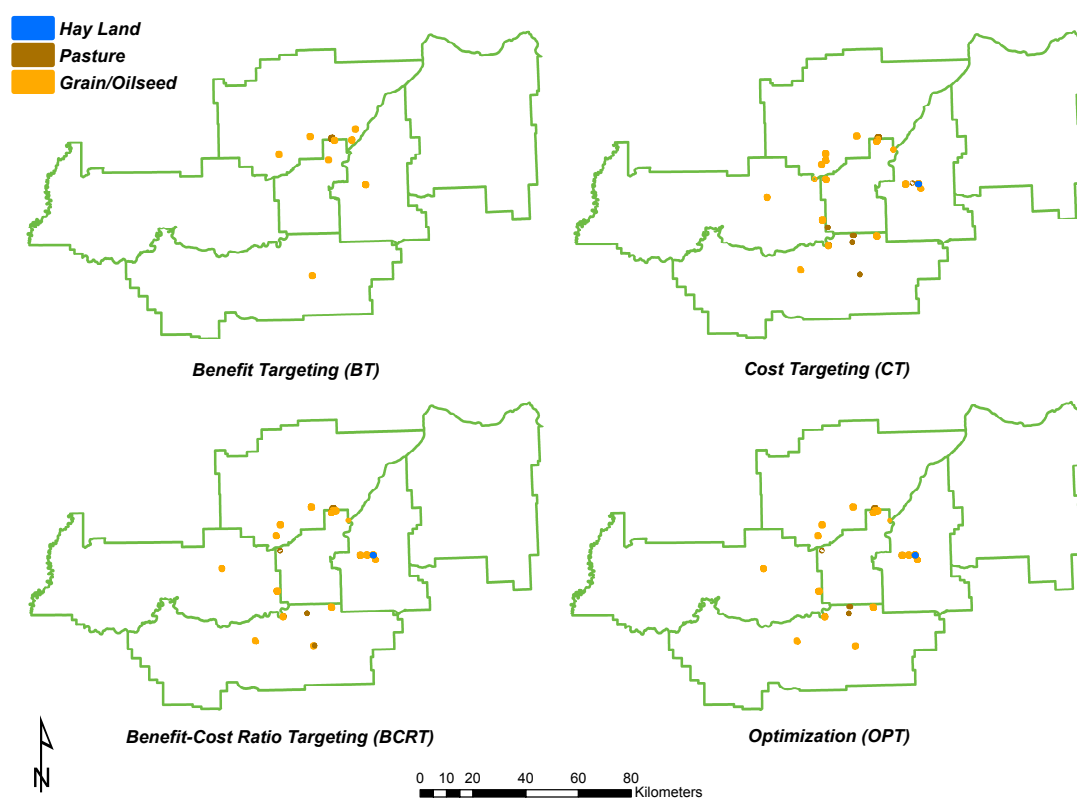 Hay Land
Pasture
Grain/Oilseed
Benefit Targeting (BT)
Cost Targeting (CT)
Benefit-Cost Ratio Targeting (BCRT)
Optimization (OPT)
N
0 10 20 40 60 80
Kilometers